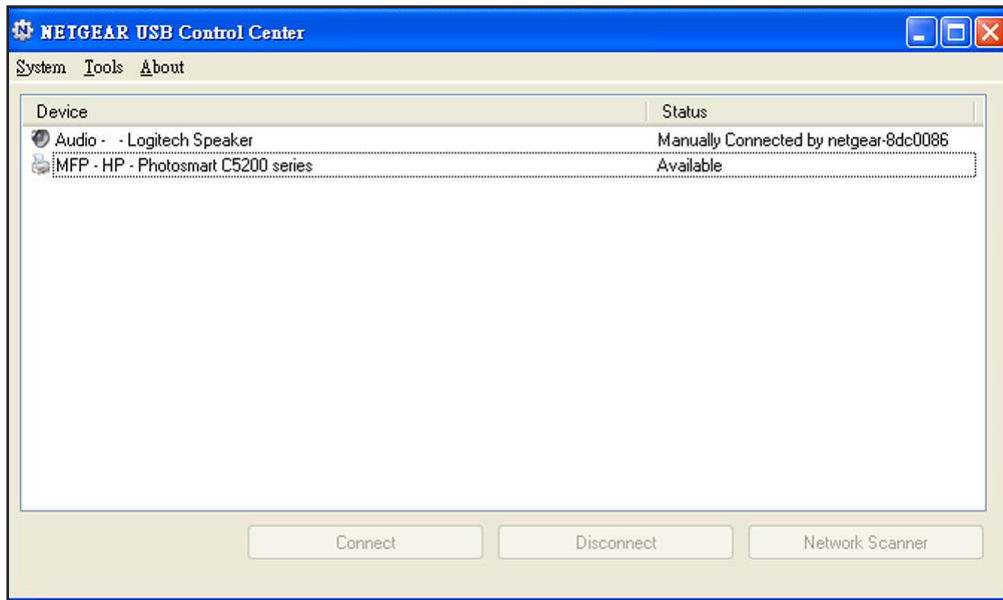 NETGEAR USB Control Center
System Tools About
Device Status
Audio - - Logitech Speaker Manually Connected by netgear-8dc0086
MFP - HP - Photosmart C5200 series Available
Connect Disconnect Network Scanner